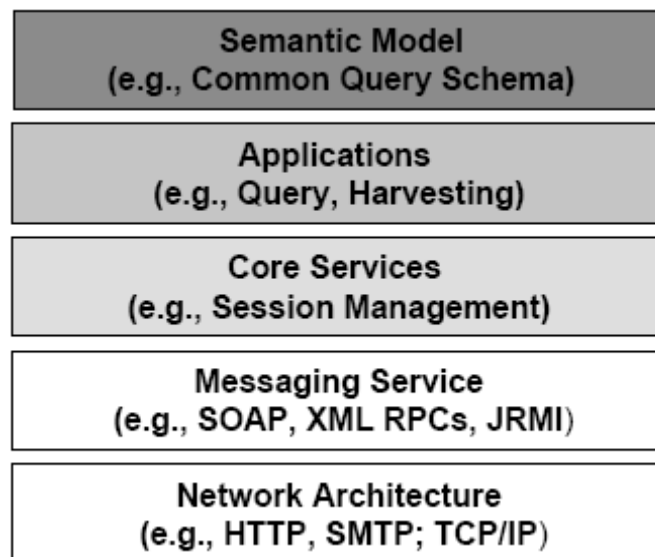 Semantic Model
(e.g., Common Query Schema)
Applications
(e.g., Query, Harvesting)
Core Services
(e.g., Session Management)
Messaging Service
(e.g., SOAP, XML RPCs, JRMI)
Network Architecture
(e.g., HTTP, SMTP; TCP/IP)